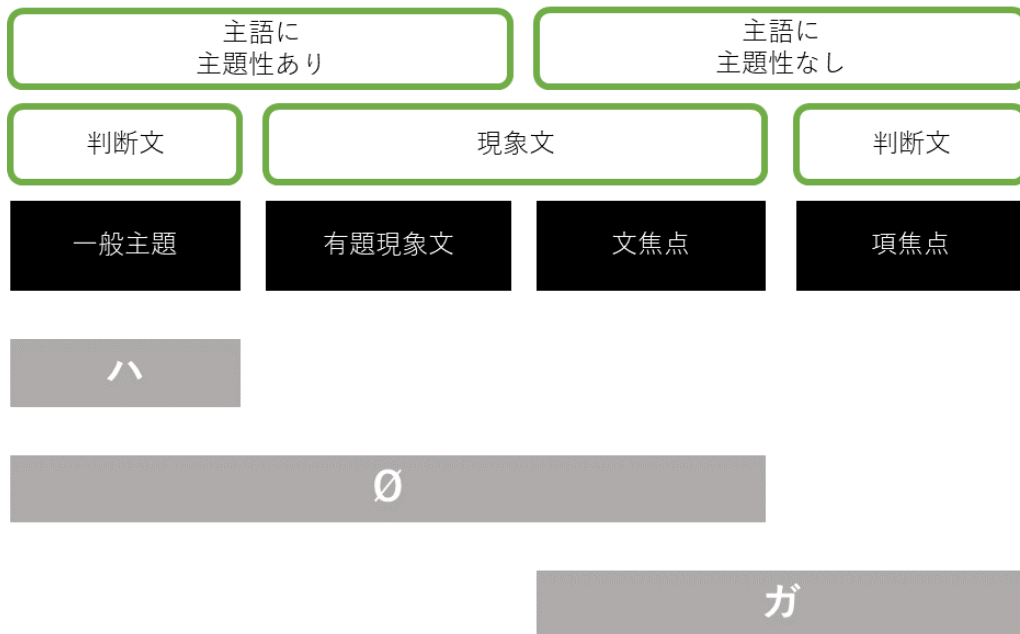 主語に
主題性あり
主語に
主題性なし
判断文
現象文
判断文
一般主題
有題現象文
文焦点
項焦点
ハ
Ø
ガ